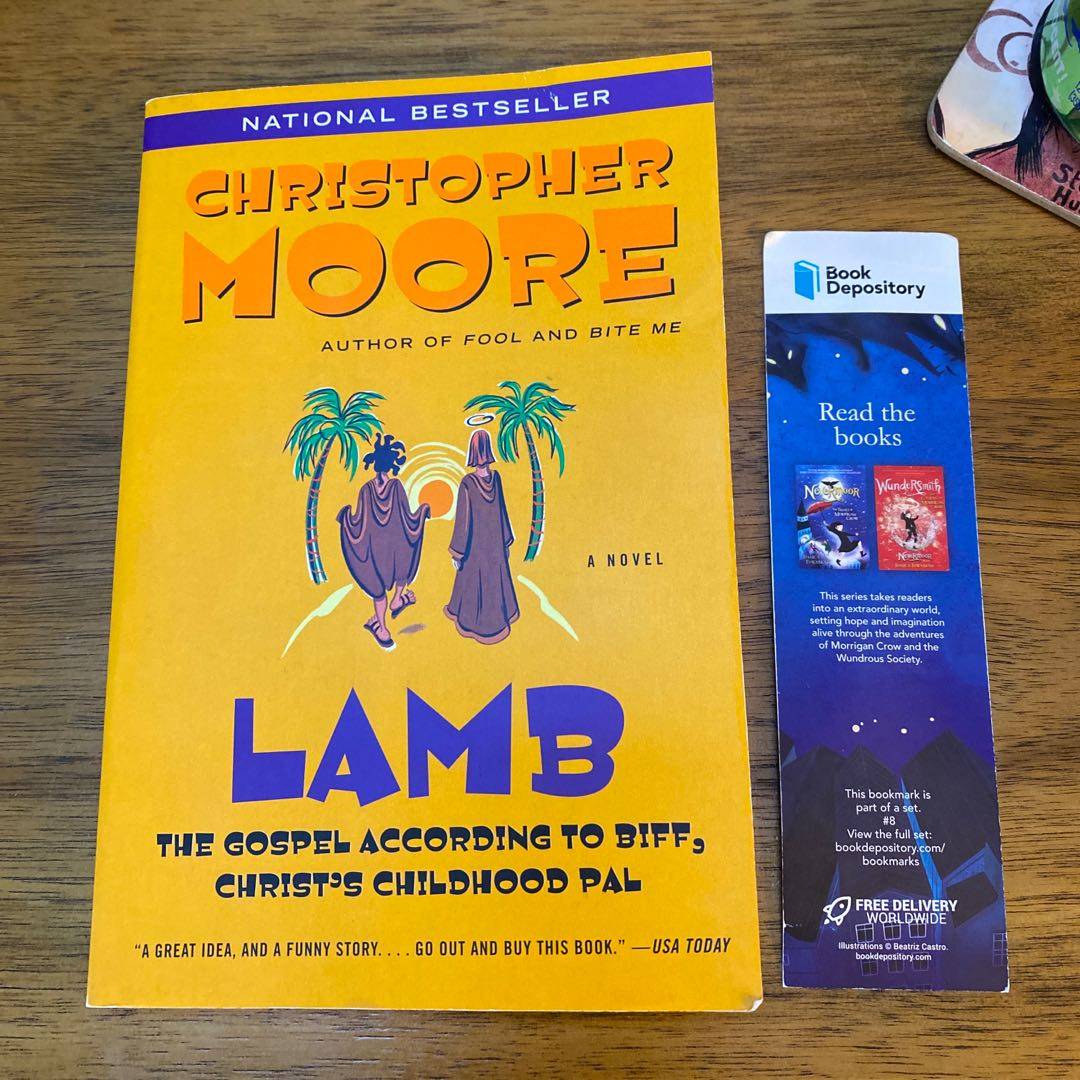 NATIONAL BESTSELLER
CHRISTOPHER
MOORE
AUTHOR OF FOOL AND BITE ME
A NOVEL
LAMB
THE GOSPEL ACCORDING TO BIFF,
CHRIST'S CHILDHOOD PAL
“A GREAT IDEA, AND A FUNNY STORY. . . . GO OUT AND BUY THIS BOOK.” —USA TODAY
Book
Depository
Read the
books
Nevermoor
Wundersmith
This series takes readers
into an extraordinary world,
setting hope and imagination
alive through the adventures
of Morrigan Crow and the
Wundrous Society.
This bookmark is
part of a set.
#8
View the full set:
bookdepository.com/
bookmarks
FREE DELIVERY
WORLDWIDE
Illustrations © Beatriz Castro.
bookdepository.com